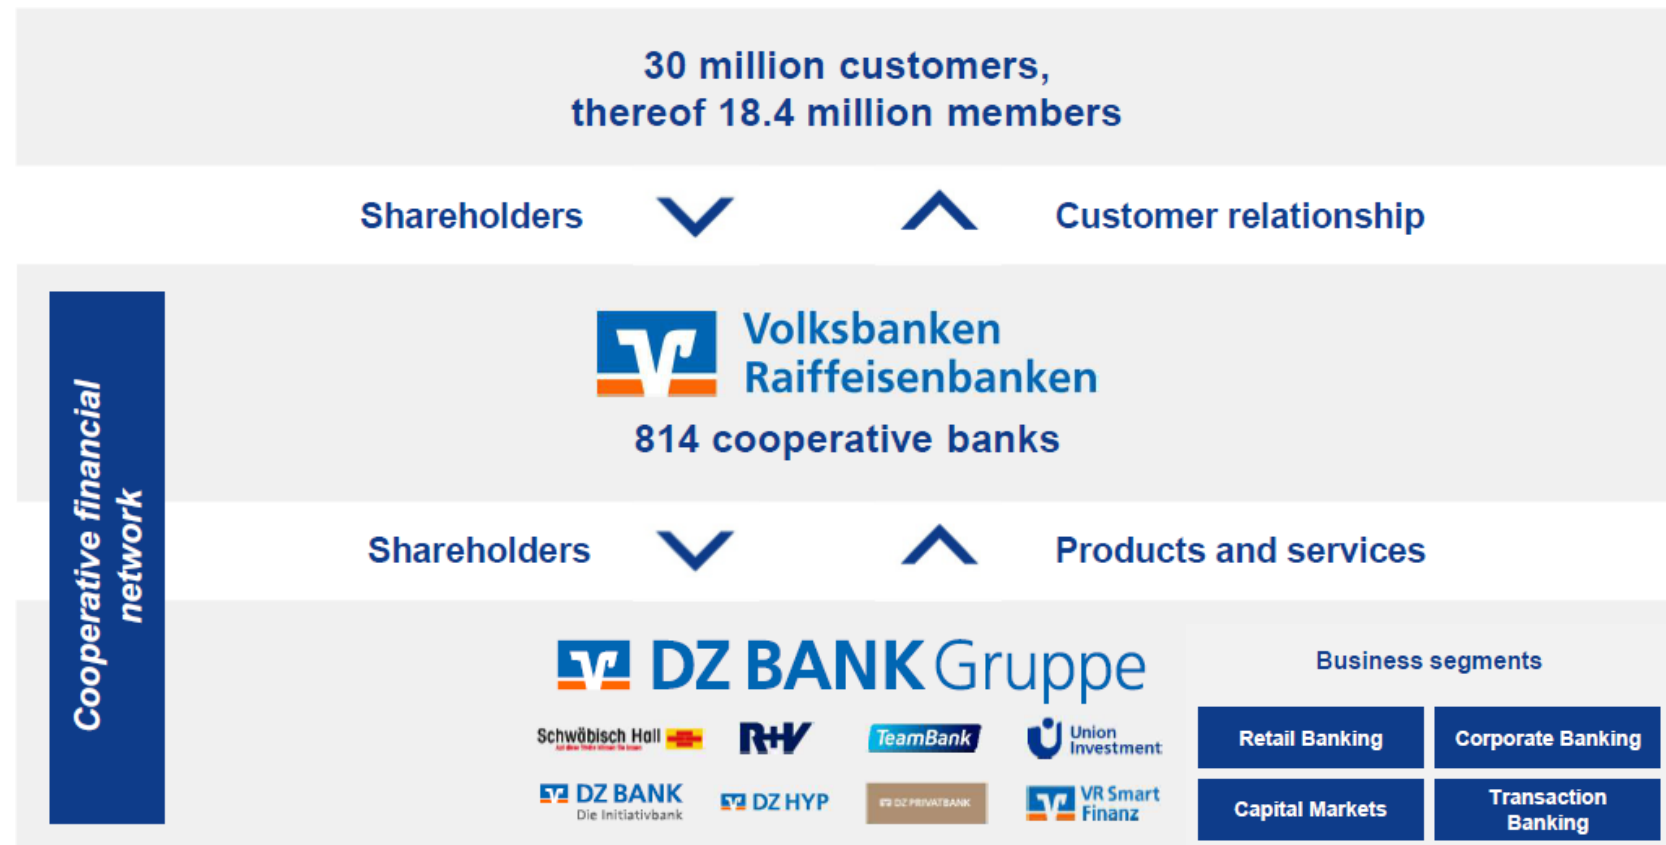 30 million customers,
thereof 18.4 million members
Shareholders
Customer relationship
Cooperative financial
network
Volksbanken
Raiffeisenbanken
814 cooperative banks
Shareholders
Products and services
DZ BANK Gruppe
Schwäbisch Hall
R+V
TeamBank
Union
Investment
DZ BANK
Die Initiativbank
DZ HYP
DZ PRIVATBANK
VR Smart
Finanz
Business segments
Retail Banking
Corporate Banking
Capital Markets
Transaction
Banking